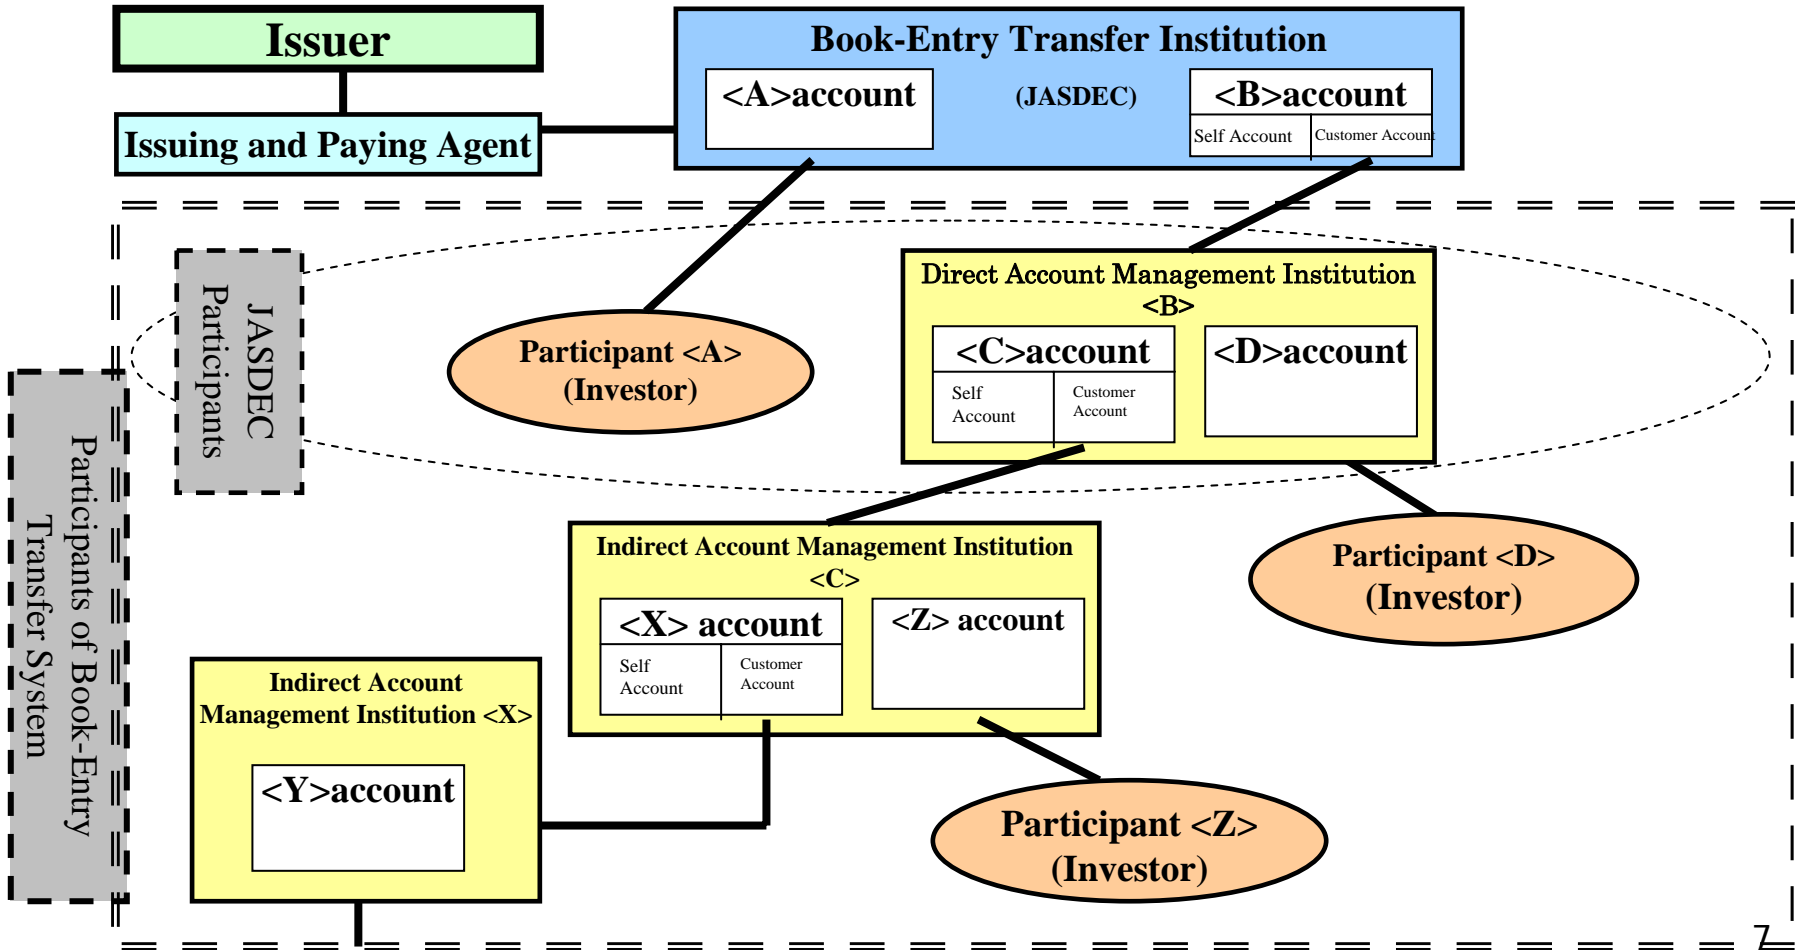 Issuer
Issuing and Paying Agent
Book-Entry Transfer Institution
(JASDEC)
<A>account
<B>account
Self Account
Customer Account
JASDEC
Participants
Participants of Book-Entry
Transfer System
Participant <A>
(Investor)
Direct Account Management Institution
<B>
<C>account
Self
Account
Customer
Account
<D>account
Participant <D>
(Investor)
Indirect Account Management Institution
<C>
<X> account
Self
Account
Customer
Account
<Z> account
Indirect Account
Management Institution <X>
<Y>account
Participant <Z>
(Investor)
7